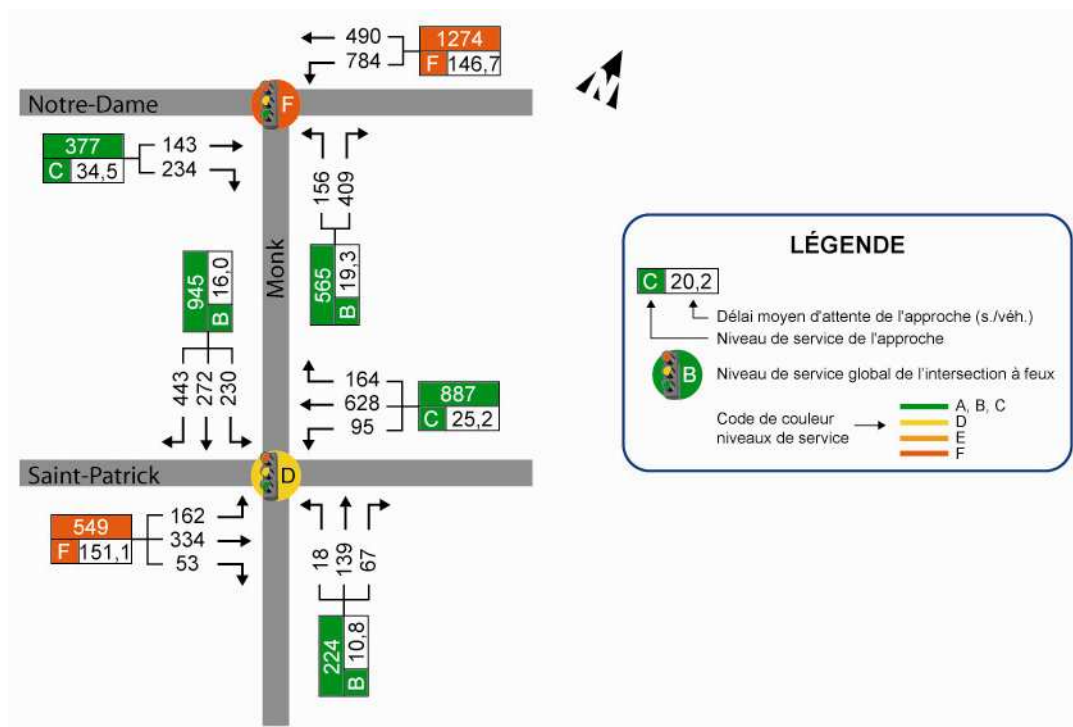 490
784
1274
F 146,7
Notre-Dame
F
377
C 34,5
143
234
156
409
565
B 19,3
Monk
945
B 16,0
443
272
230
164
628
95
887
C 25,2
Saint-Patrick
D
549
F 151,1
162
334
53
18
139
67
224
B 10,8
LÉGENDE
C 20,2
Délai moyen d'attente de l'approche (s./véh.)
Niveau de service de l'approche
B Niveau de service global de l'intersection à feux
Code de couleur
niveaux de service
A, B, C
D
E
F